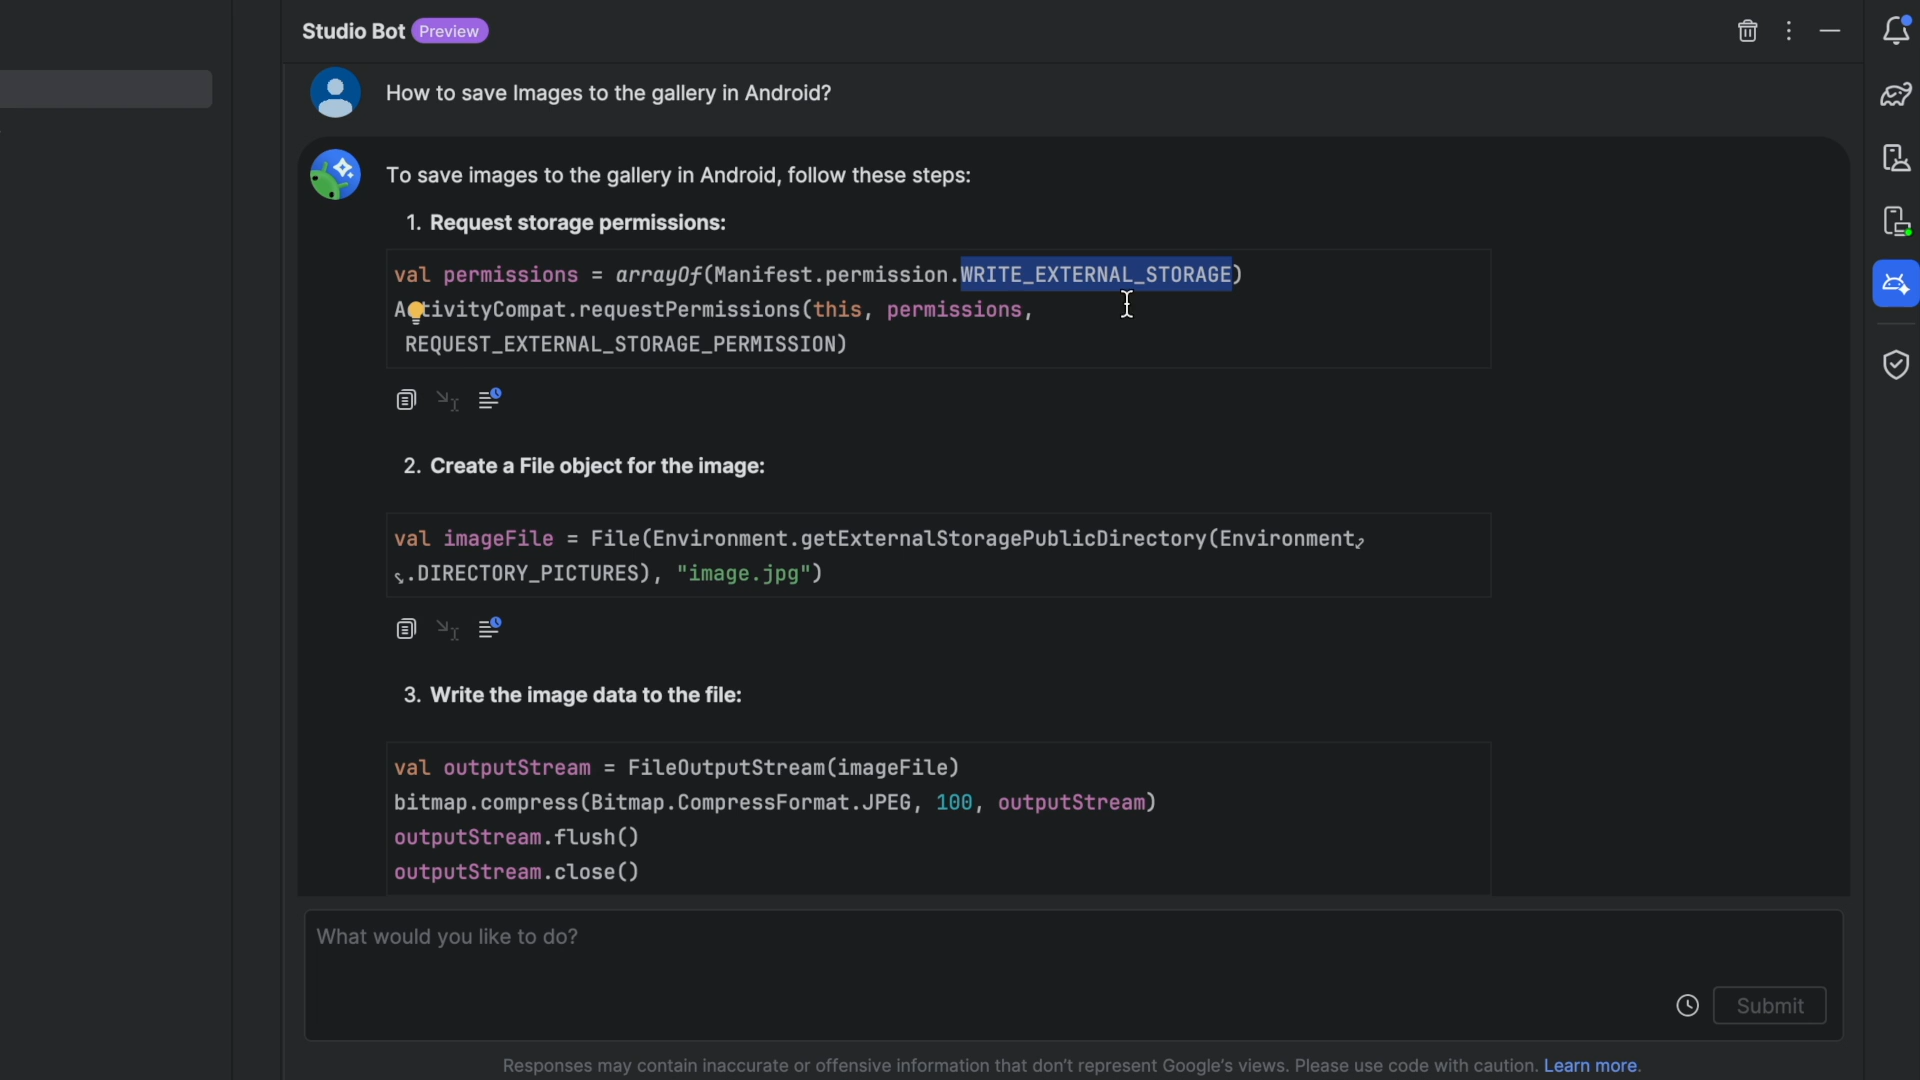 Studio Bot Preview
How to save Images to the gallery in Android?
To save images to the gallery in Android, follow these steps:
1. Request storage permissions:
val permissions = arrayOf(Manifest.permission.WRITE_EXTERNAL_STORAGE)
ActivityCompat.requestPermissions(this, permissions,
REQUEST_EXTERNAL_STORAGE_PERMISSION)
2. Create a File object for the image:
val imageFile = File(Environment.getExternalStoragePublicDirectory(Environment
.DIRECTORY_PICTURES), "image.jpg")
3. Write the image data to the file:
val outputStream = FileOutputStream(imageFile)
bitmap.compress(Bitmap.CompressFormat.JPEG, 100, outputStream)
outputStream.flush()
outputStream.close()
What would you like to do?
Submit
Responses may contain inaccurate or offensive information that don't represent Google's views. Please use code with caution. Learn more.